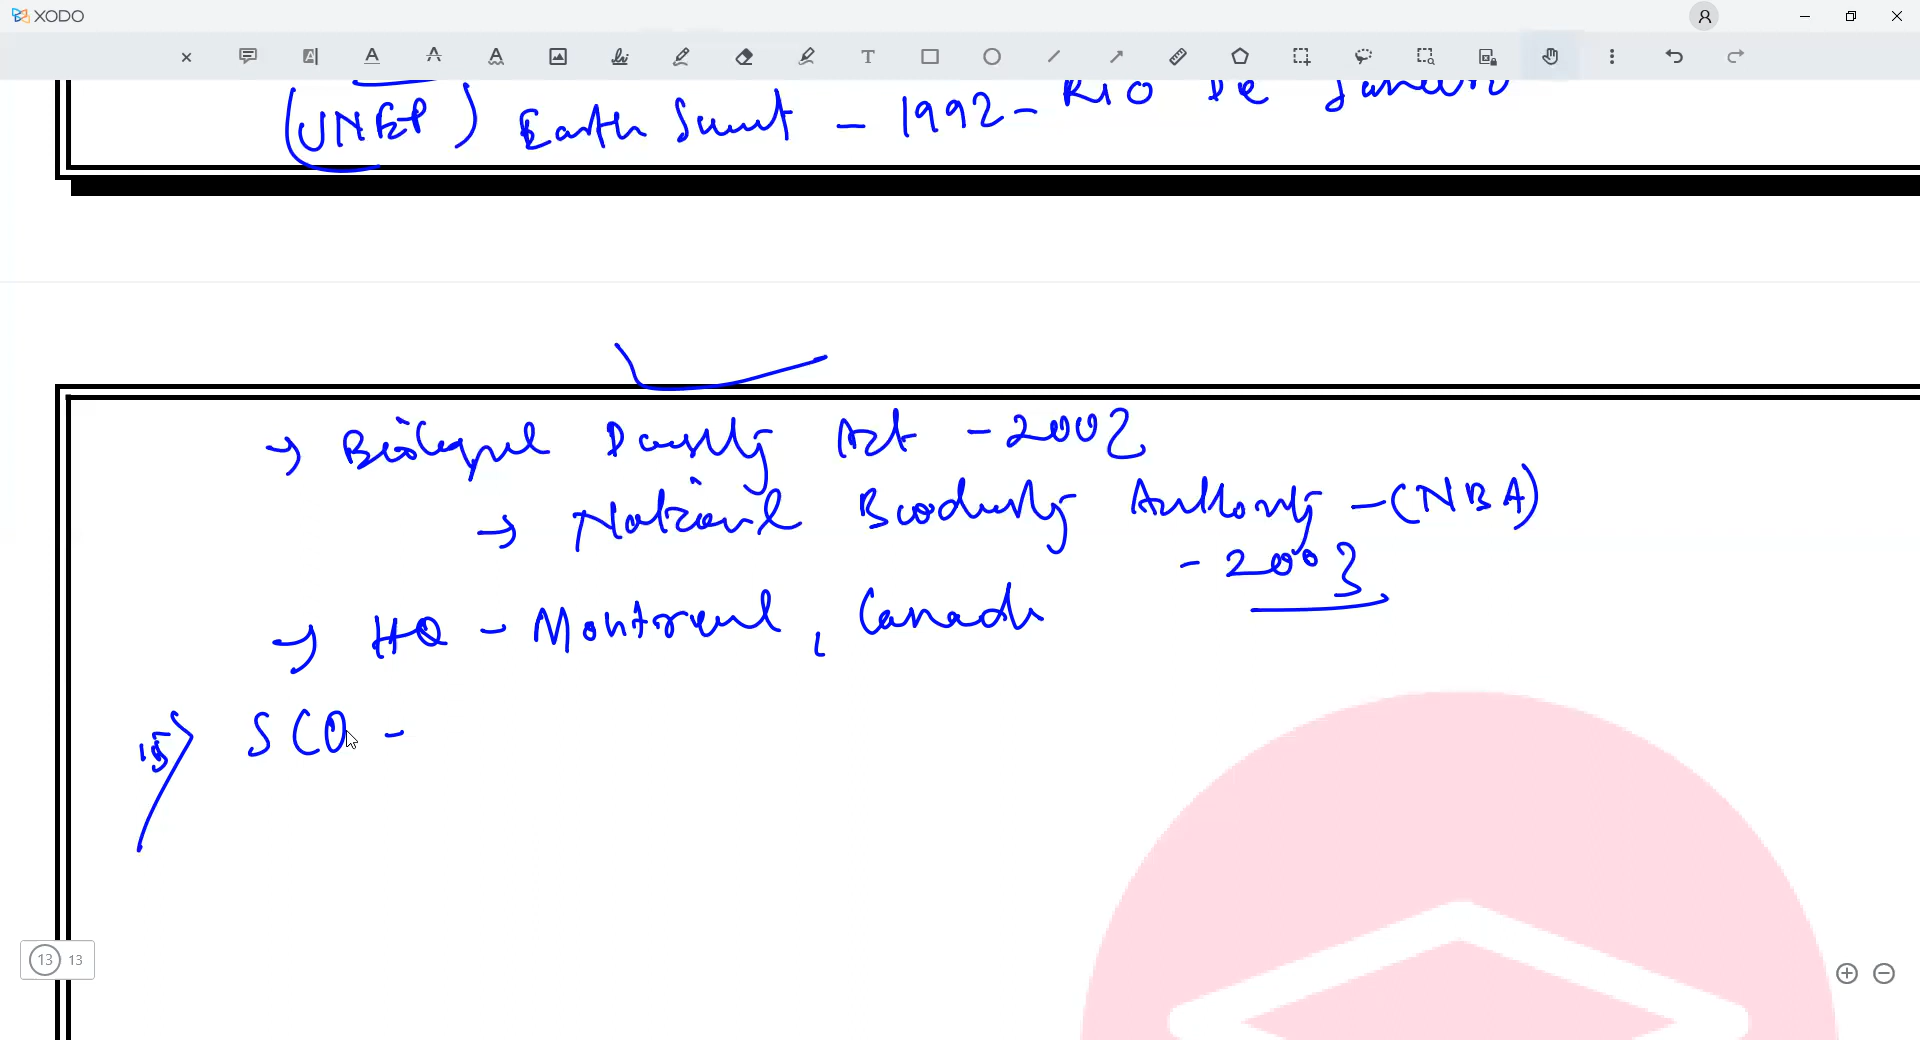 XODO
(UNEP) Earth Summit - 1992 - Rio De Janeiro
→ Biological Diversity Act - 2002
→ National Biodiversity Authority - (NBA)
- 2003
→ HQ - Montreal, Canada
15) SCO -
13 13